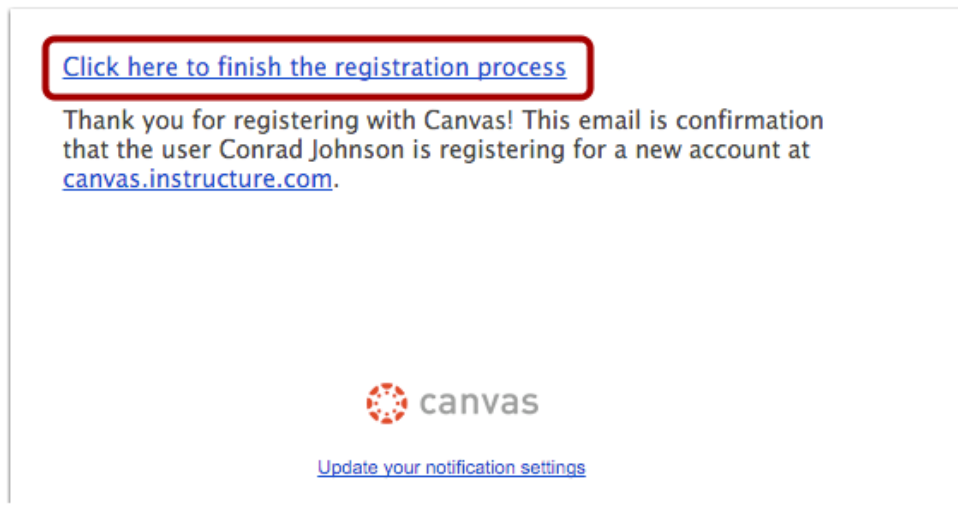 Click here to finish the registration process
Thank you for registering with Canvas! This email is confirmation
that the user Conrad Johnson is registering for a new account at
canvas.instructure.com.
canvas
Update your notification settings